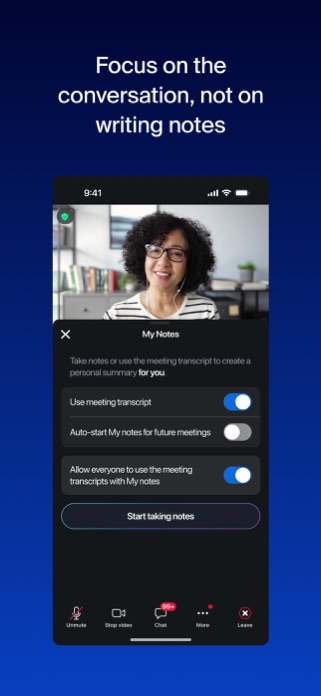 Focus on the
conversation, not on
writing notes
9:41
My Notes
Take notes or use the meeting transcript to create a
personal summary for you.
Use meeting transcript
Auto-start My notes for future meetings
Allow everyone to use the meeting
transcripts with My notes
Start taking notes
99+
Unmute Stop video Chat More Leave